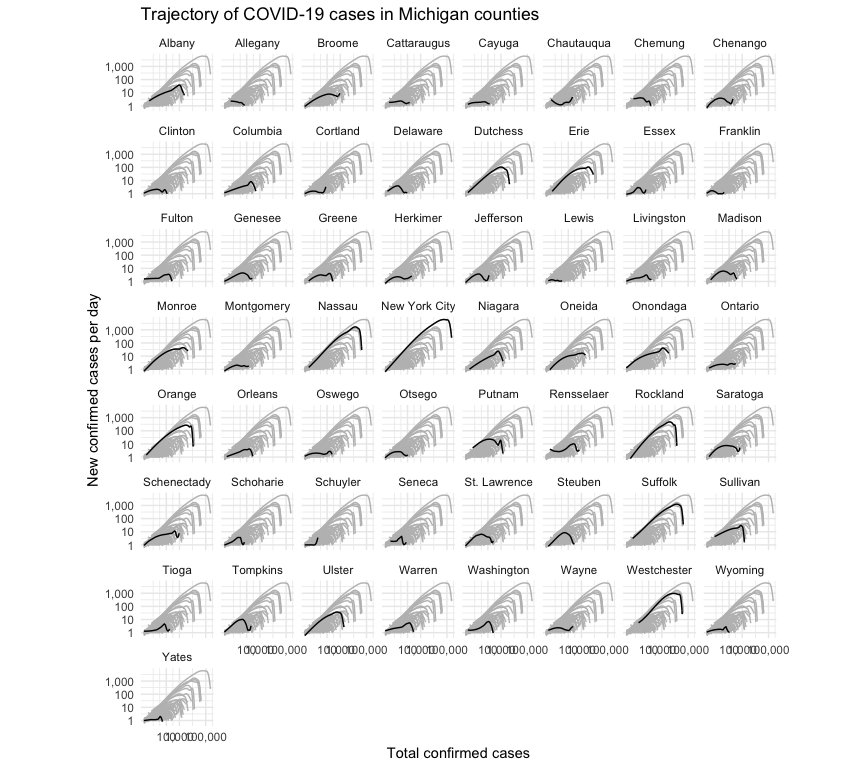 Trajectory of COVID-19 cases in Michigan counties
Albany Allegany Broome Cattaraugus Cayuga Chautauqua Chemung Chenango
1,000
100
10
1
Clinton Columbia Cortland Delaware Dutchess Erie Essex Franklin
1,000
100
10
1
Fulton Genesee Greene Herkimer Jefferson Lewis Livingston Madison
1,000
100
10
1
New confirmed cases per day
Monroe Montgomery Nassau New York City Niagara Oneida Onondaga Ontario
1,000
100
10
1
Orange Orleans Oswego Otsego Putnam Rensselaer Rockland Saratoga
1,000
100
10
1
Schenectady Schoharie Schuyler Seneca St. Lawrence Steuben Suffolk Sullivan
1,000
100
10
1
Tioga Tompkins Ulster Warren Washington Wayne Westchester Wyoming
1,000
100
10
1
Yates
1,000
100
10
1
Total confirmed cases